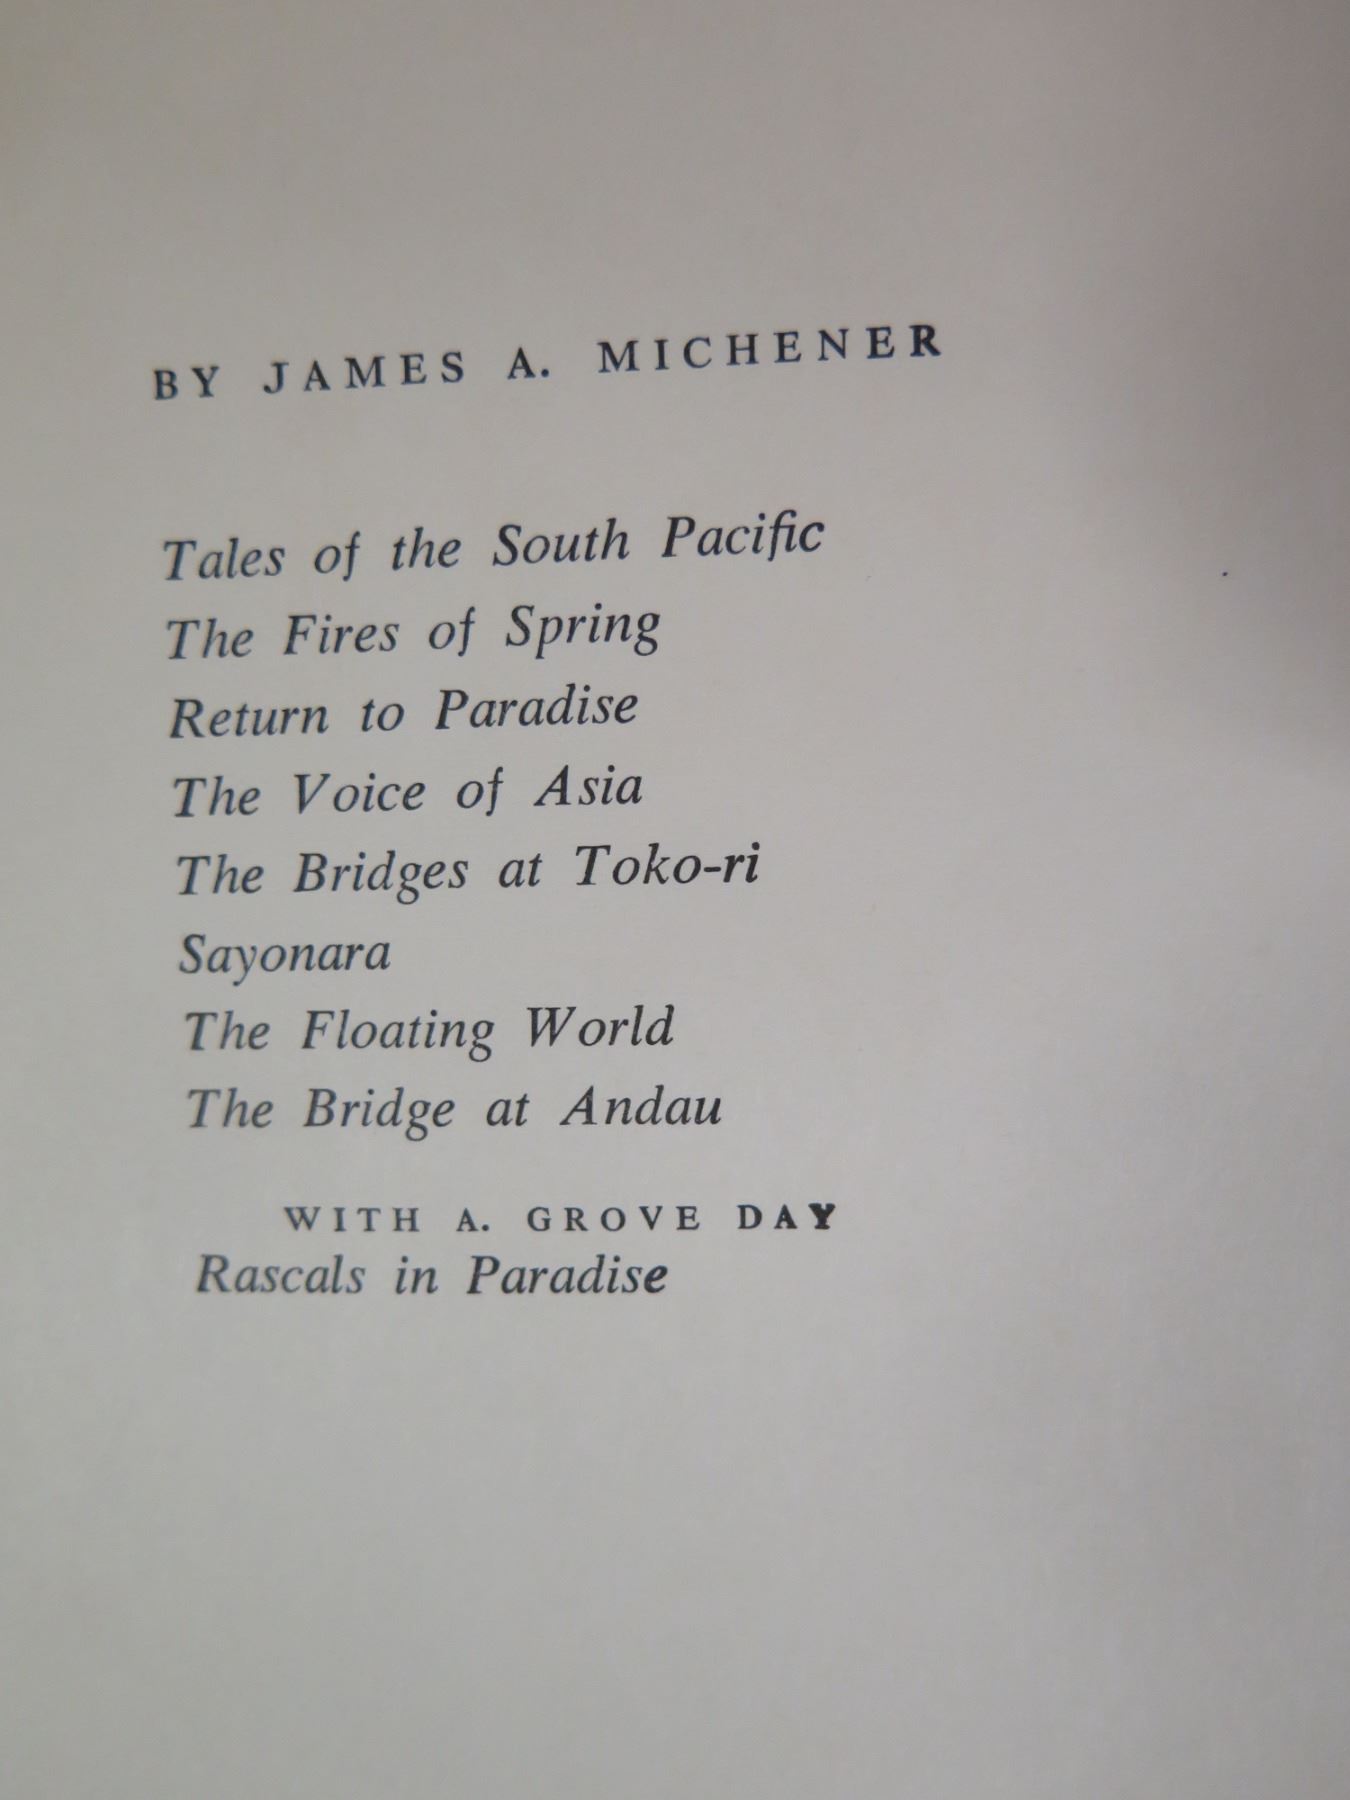 BY JAMES A. MICHENER
Tales of the South Pacific
The Fires of Spring
Return to Paradise
The Voice of Asia
The Bridges at Toko-ri
Sayonara
The Floating World
The Bridge at Andau
WITH A. GROVE DAY
Rascals in Paradise